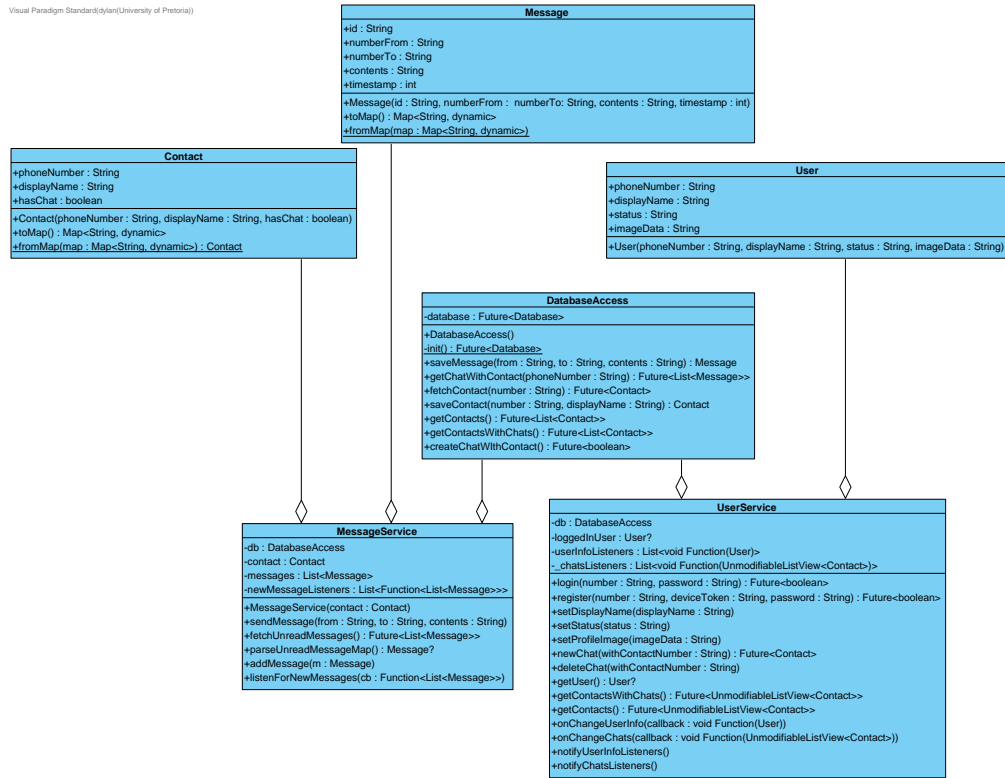 Visual Paradigm Standard(dylan(University of Pretoria))
Message
+id : String
+numberFrom : String
+numberTo : String
+contents : String
+timestamp : int
+Message(id : String, numberFrom :  numberTo: String, contents : String, timestamp : int)
+toMap() : Map<String, dynamic>
+fromMap(map : Map<String, dynamic>)
Contact
+phoneNumber : String
+displayName : String
+hasChat : boolean
+Contact(phoneNumber : String, displayName : String, hasChat : boolean)
+toMap() : Map<String, dynamic>
+fromMap(map : Map<String, dynamic>) : Contact
User
+phoneNumber : String
+displayName : String
+status : String
+imageData : String
+User(phoneNumber : String, displayName : String, status : String, imageData : String)
DatabaseAccess
-database : Future<Database>
+DatabaseAccess()
-init() : Future<Database>
+saveMessage(from : String, to : String, contents : String) : Message
+getChatWithContact(phoneNumber : String) : Future<List<Message>>
+fetchContact(number : String) : Future<Contact>
+saveContact(number : String, displayName : String) : Contact
+getContacts() : Future<List<Contact>>
+getContactsWithChats() : Future<List<Contact>>
+createChatWIthContact() : Future<boolean>
MessageService
-db : DatabaseAccess
-contact : Contact
-messages : List<Message>
-newMessageListeners : List<Function<List<Message>>>
+MessageService(contact : Contact)
+sendMessage(from : String, to : String, contents : String)
+fetchUnreadMessages() : Future<List<Message>>
+parseUnreadMessageMap() : Message?
+addMessage(m : Message)
+listenForNewMessages(cb : Function<List<Message>>)
UserService
-db : DatabaseAccess
-loggedInUser : User?
-userInfoListeners : List<void Function(User)>
-_chatsListeners : List<void Function(UnmodifiableListView<Contact>)>
+login(number : String, password : String) : Future<boolean>
+register(number : String, deviceToken : String, password : String) : Future<boolean>
+setDisplayName(displayName : String)
+setStatus(status : String)
+setProfileImage(imageData : String)
+newChat(withContactNumber : String) : Future<Contact>
+deleteChat(withContactNumber : String)
+getUser() : User?
+getContactsWithChats() : Future<UnmodifiableListView<Contact>>
+getContacts() : Future<UnmodifiableListView<Contact>>
+onChangeUserInfo(callback : void Function(User))
+onChangeChats(callback : void Function(UnmodifiableListView<Contact>))
+notifyUserInfoListeners()
+notifyChatsListeners()